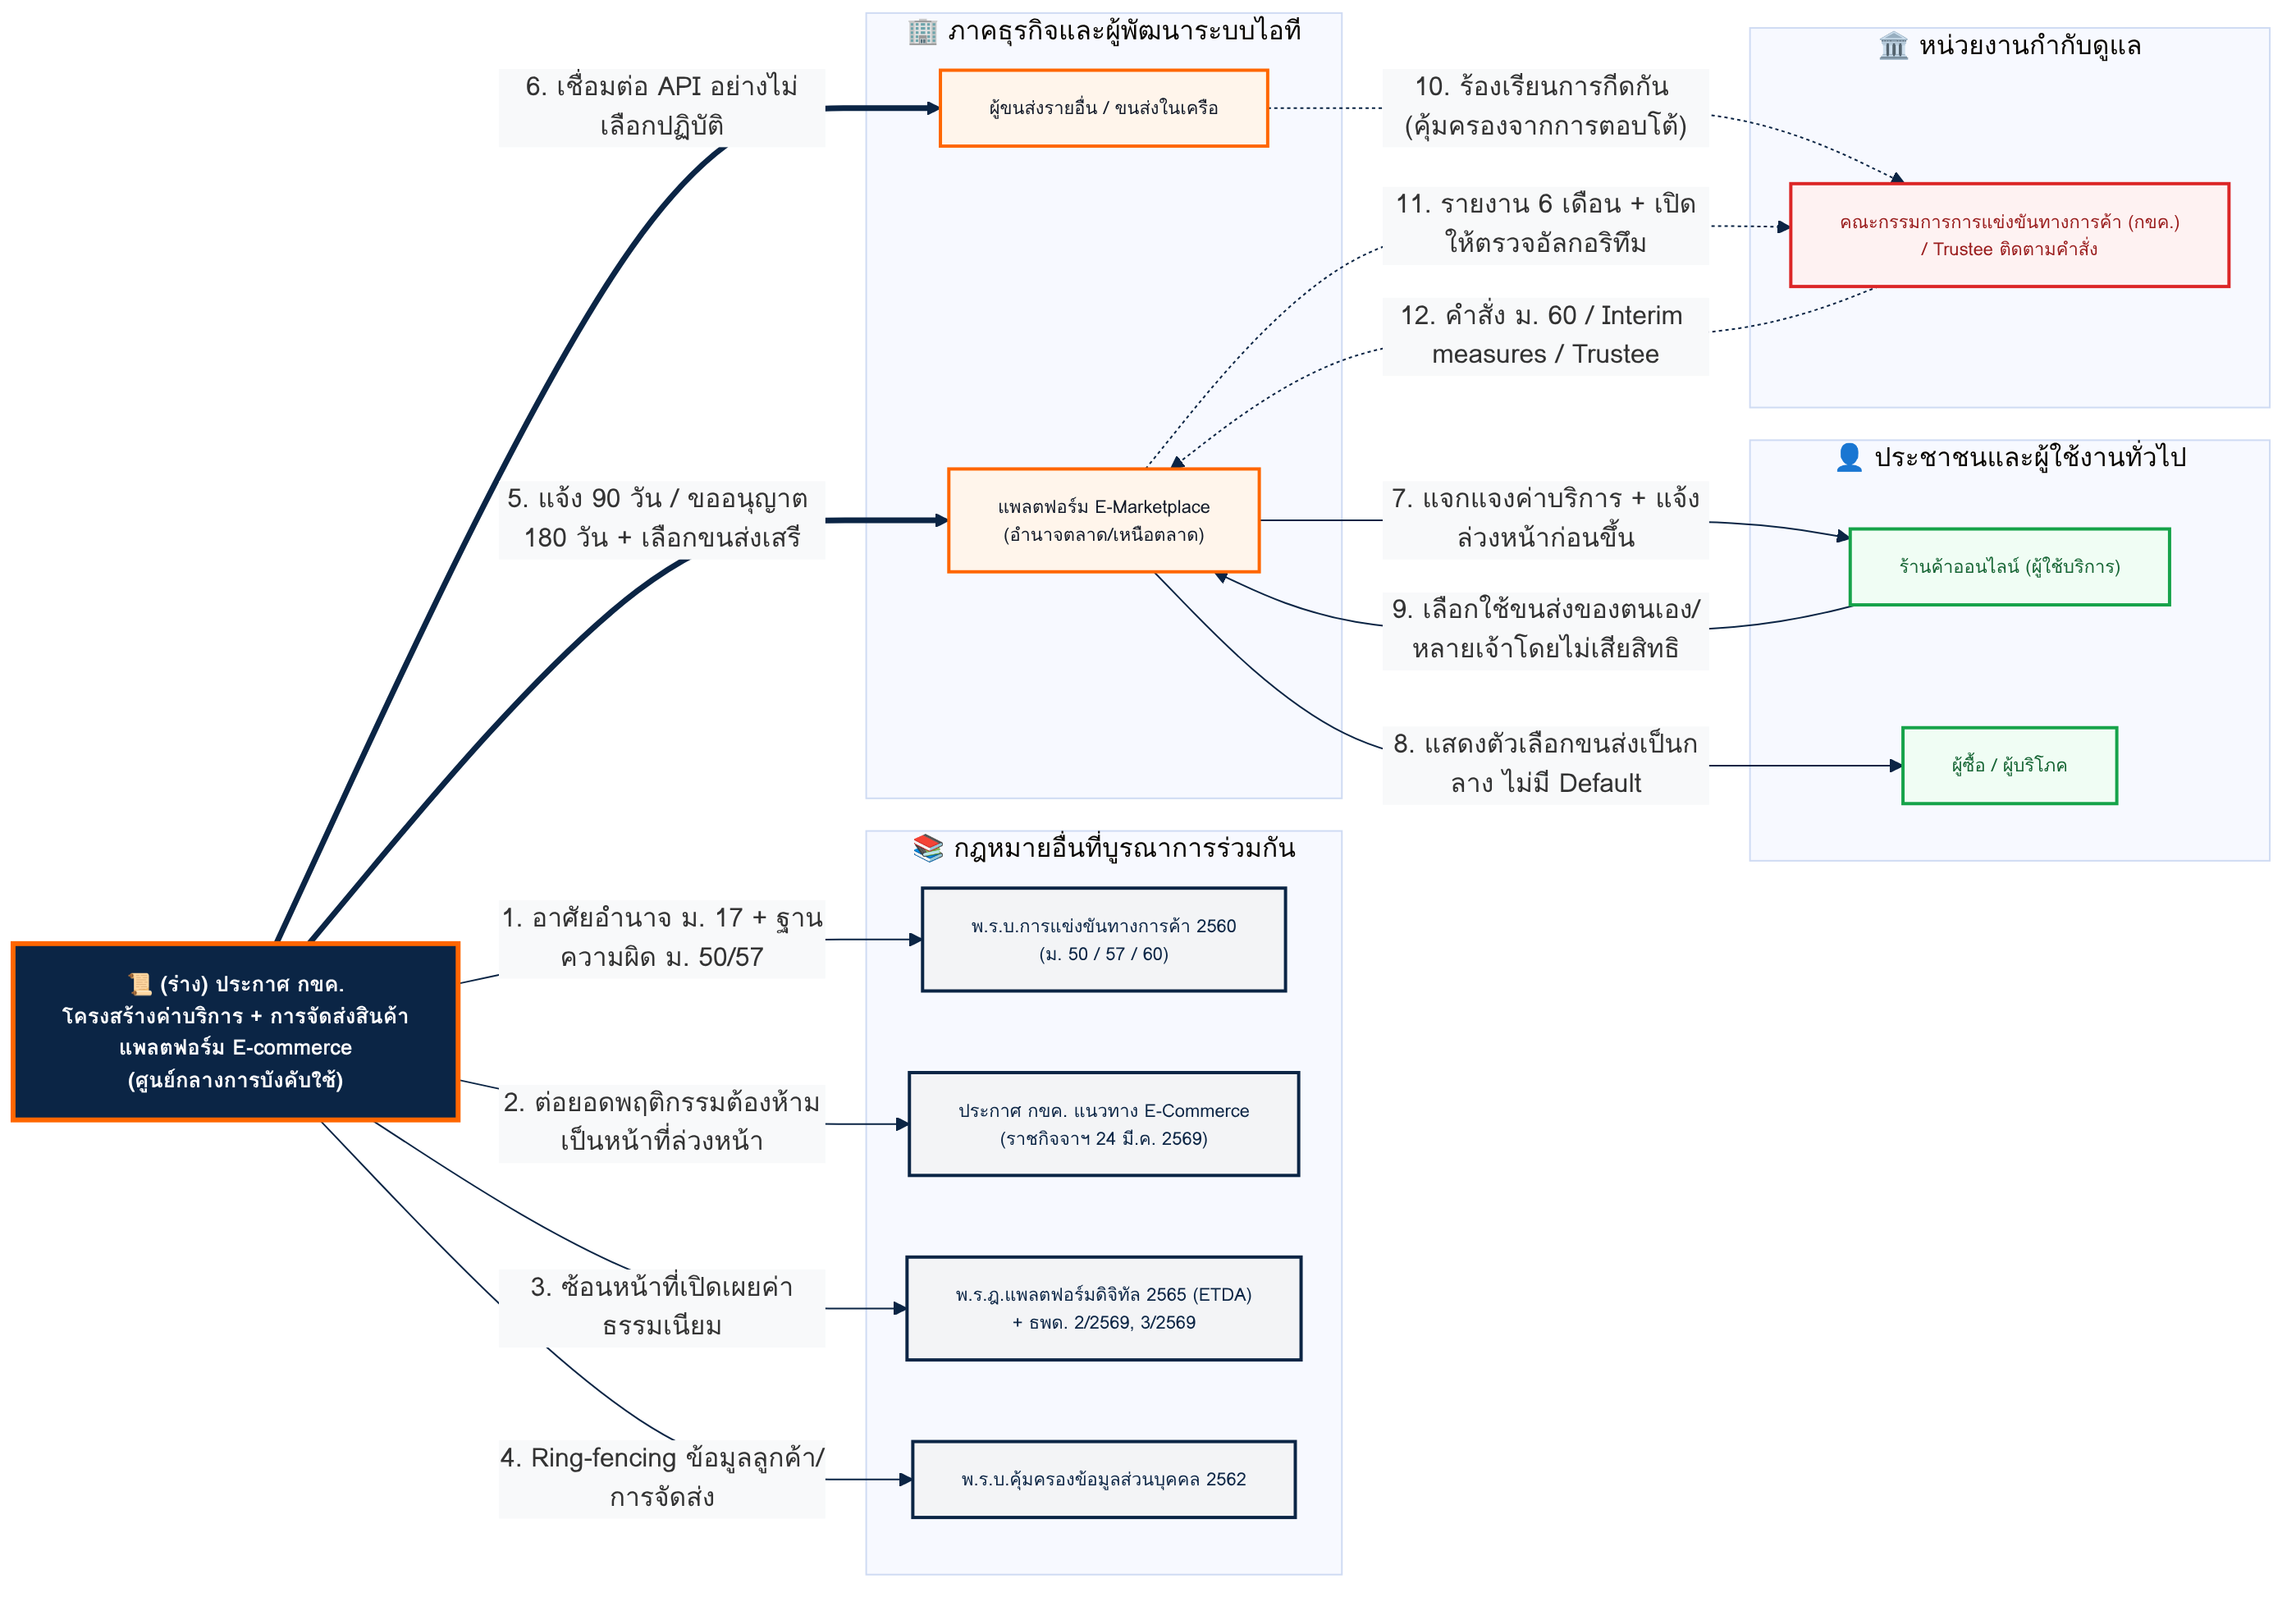 🏢 ภาคธุรกิจและผู้พัฒนาระบบไอที
🏛️ หน่วยงานกำกับดูแล
6. เชื่อมต่อ API อย่างไม่
เลือกปฏิบัติ
ผู้ขนส่งรายอื่น / ขนส่งในเครือ
10. ร้องเรียนการกีดกัน
(คุ้มครองจากการตอบโต้)
11. รายงาน 6 เดือน + เปิด
ให้ตรวจอัลกอริทึม
คณะกรรมการการแข่งขันทางการค้า (กขค.)
/ Trustee ติดตามคำสั่ง
12. คำสั่ง ม. 60 / Interim
measures / Trustee
👤 ประชาชนและผู้ใช้งานทั่วไป
5. แจ้ง 90 วัน / ขออนุญาต
180 วัน + เลือกขนส่งเสรี
แพลตฟอร์ม E-Marketplace
(อำนาจตลาด/เหนือตลาด)
7. แจกแจงค่าบริการ + แจ้ง
ล่วงหน้าก่อนขึ้น
ร้านค้าออนไลน์ (ผู้ใช้บริการ)
9. เลือกใช้ขนส่งของตนเอง/
หลายเจ้าโดยไม่เสียสิทธิ
8. แสดงตัวเลือกขนส่งเป็นก
ลาง ไม่มี Default
ผู้ซื้อ / ผู้บริโภค
📚 กฎหมายอื่นที่บูรณาการร่วมกัน
1. อาศัยอำนาจ ม. 17 + ฐาน
ความผิด ม. 50/57
พ.ร.บ.การแข่งขันทางการค้า 2560
(ม. 50 / 57 / 60)
📜 (ร่าง) ประกาศ กขค.
โครงสร้างค่าบริการ + การจัดส่งสินค้า
แพลตฟอร์ม E-commerce
(ศูนย์กลางการบังคับใช้)
2. ต่อยอดพฤติกรรมต้องห้าม
เป็นหน้าที่ล่วงหน้า
ประกาศ กขค. แนวทาง E-Commerce
(ราชกิจจาฯ 24 มี.ค. 2569)
3. ซ้อนหน้าที่เปิดเผยค่า
ธรรมเนียม
พ.ร.ฎ.แพลตฟอร์มดิจิทัล 2565 (ETDA)
+ ธพด. 2/2569, 3/2569
4. Ring-fencing ข้อมูลลูกค้า/
การจัดส่ง
พ.ร.บ.คุ้มครองข้อมูลส่วนบุคคล 2562